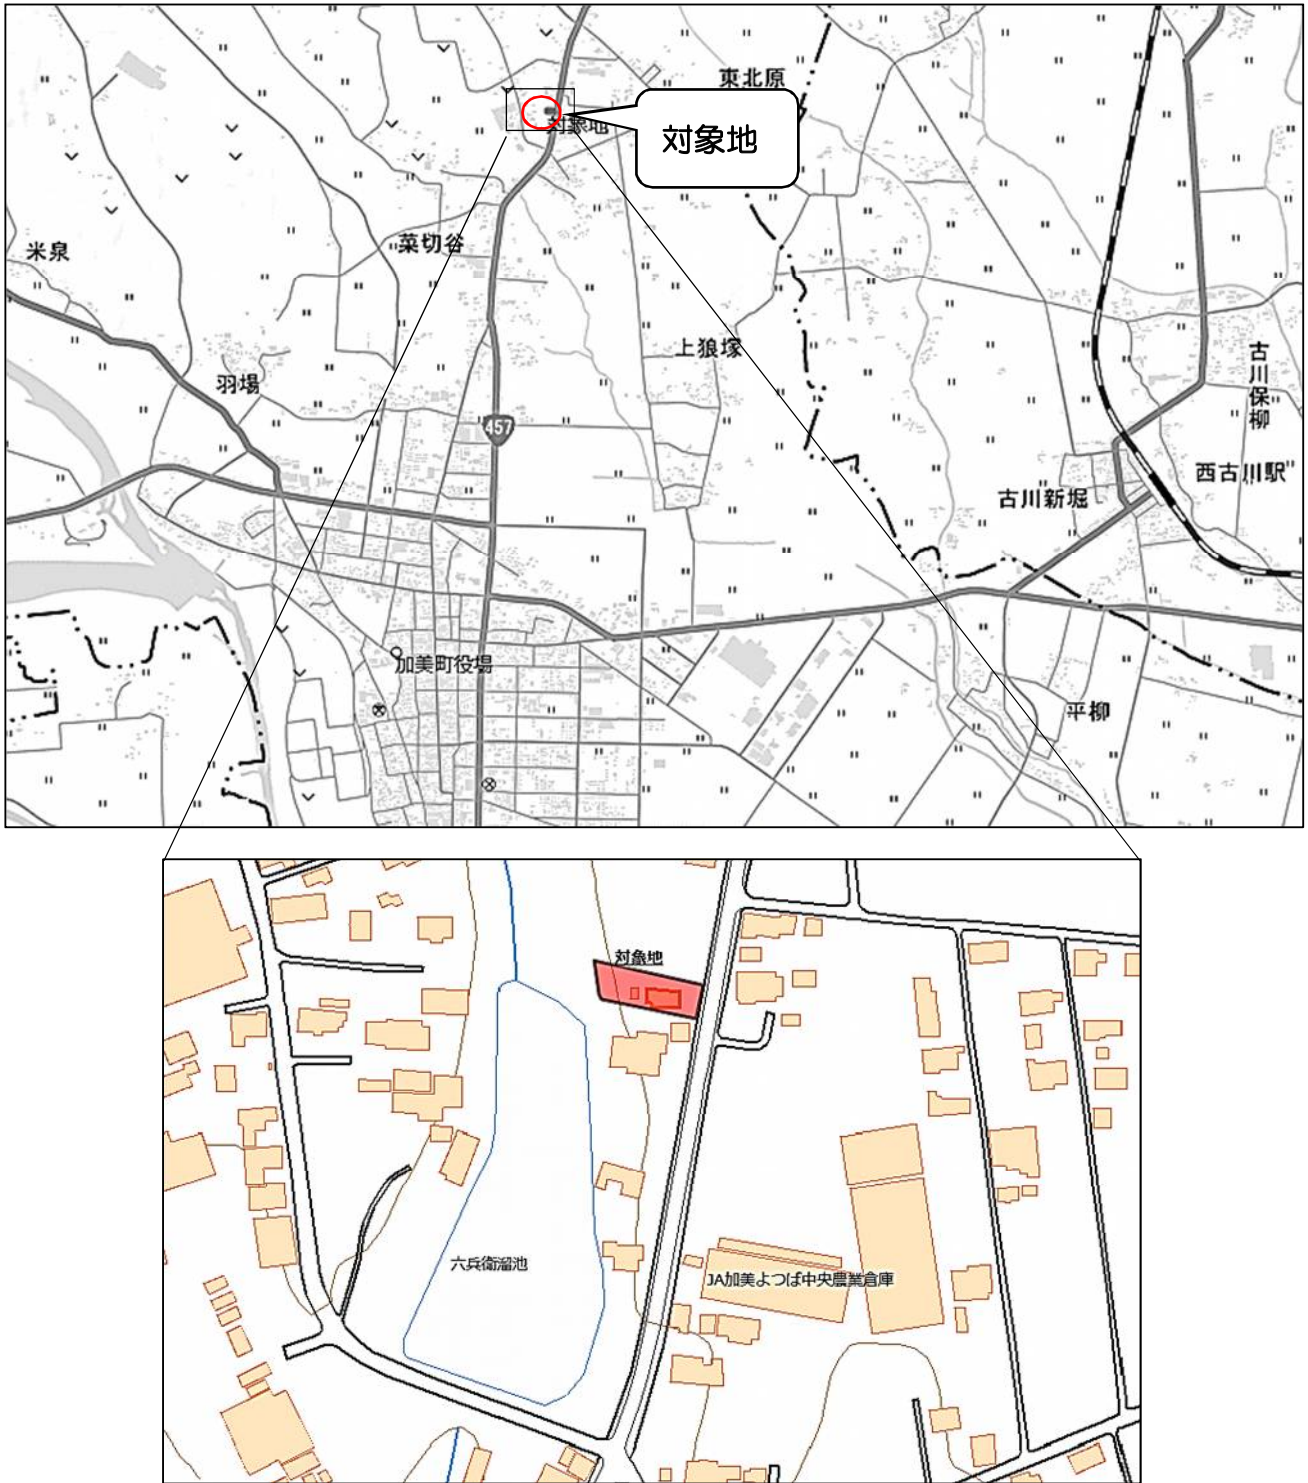 東北原
対象地
対象地
米泉
菜切谷
上狼塚
羽場
古川保柳
457
西古川駅
古川新堀
加美町役場
平柳
対象地
六兵衛溜池
JA加美よつば中央農業倉庫